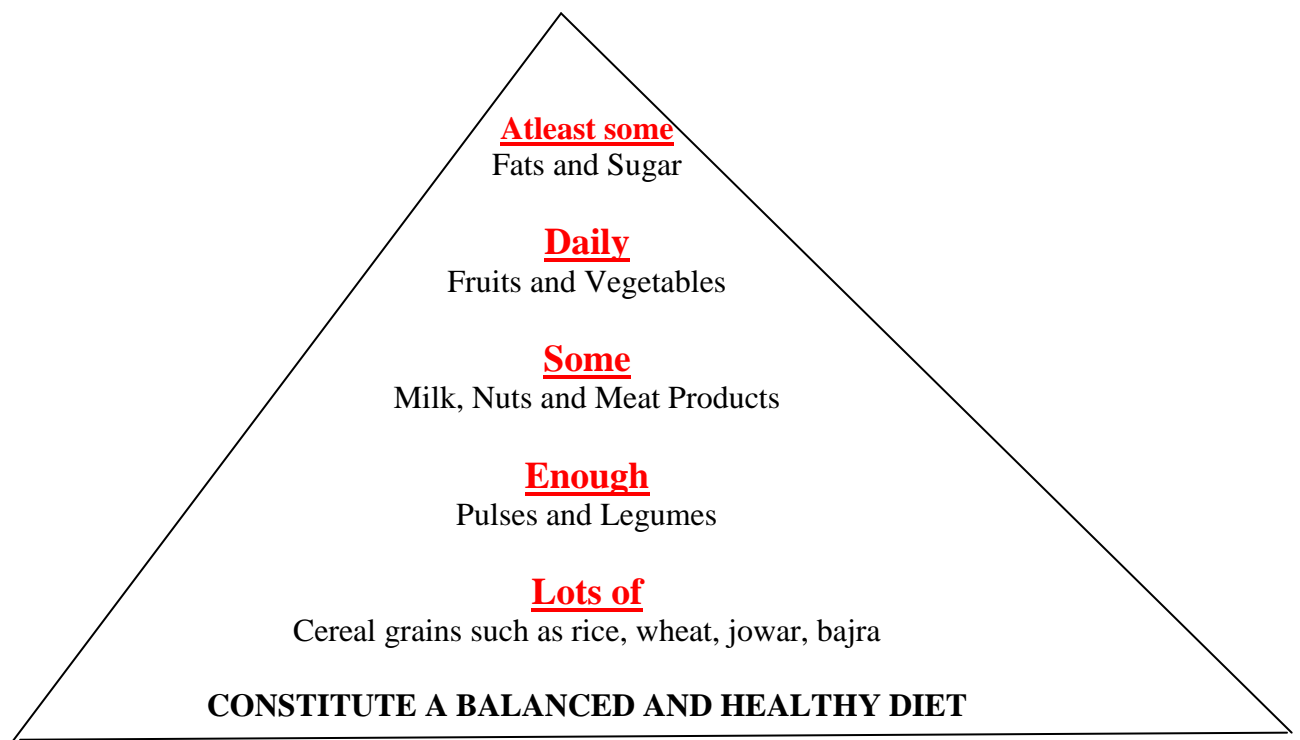 Atleast some
Fats and Sugar
Daily
Fruits and Vegetables
Some
Milk, Nuts and Meat Products
Enough
Pulses and Legumes
Lots of
Cereal grains such as rice, wheat, jowar, bajra
CONSTITUTE A BALANCED AND HEALTHY DIET